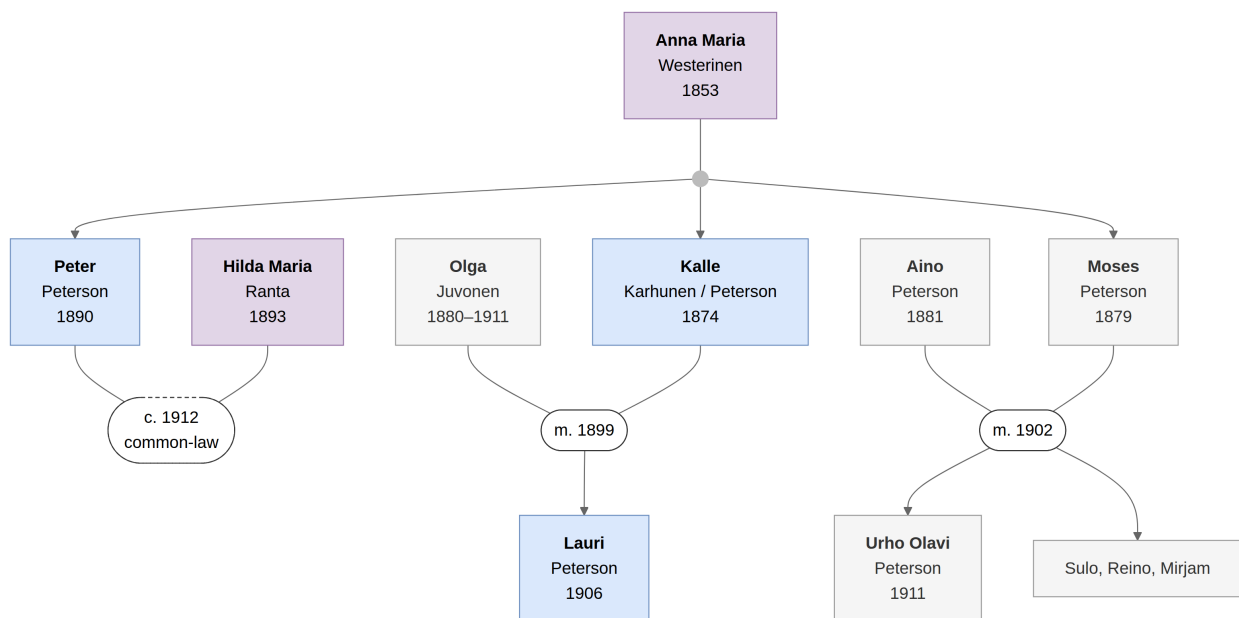 Anna Maria
Westerinen
1853
Peter
Peterson
1890
Hilda Maria
Ranta
1893
Olga
Juvonen
1880–1911
Kalle
Karhunen / Peterson
1874
Aino
Peterson
1881
Moses
Peterson
1879
c. 1912
common-law
m. 1899
m. 1902
Lauri
Peterson
1906
Urho Olavi
Peterson
1911
Sulo, Reino, Mirjam